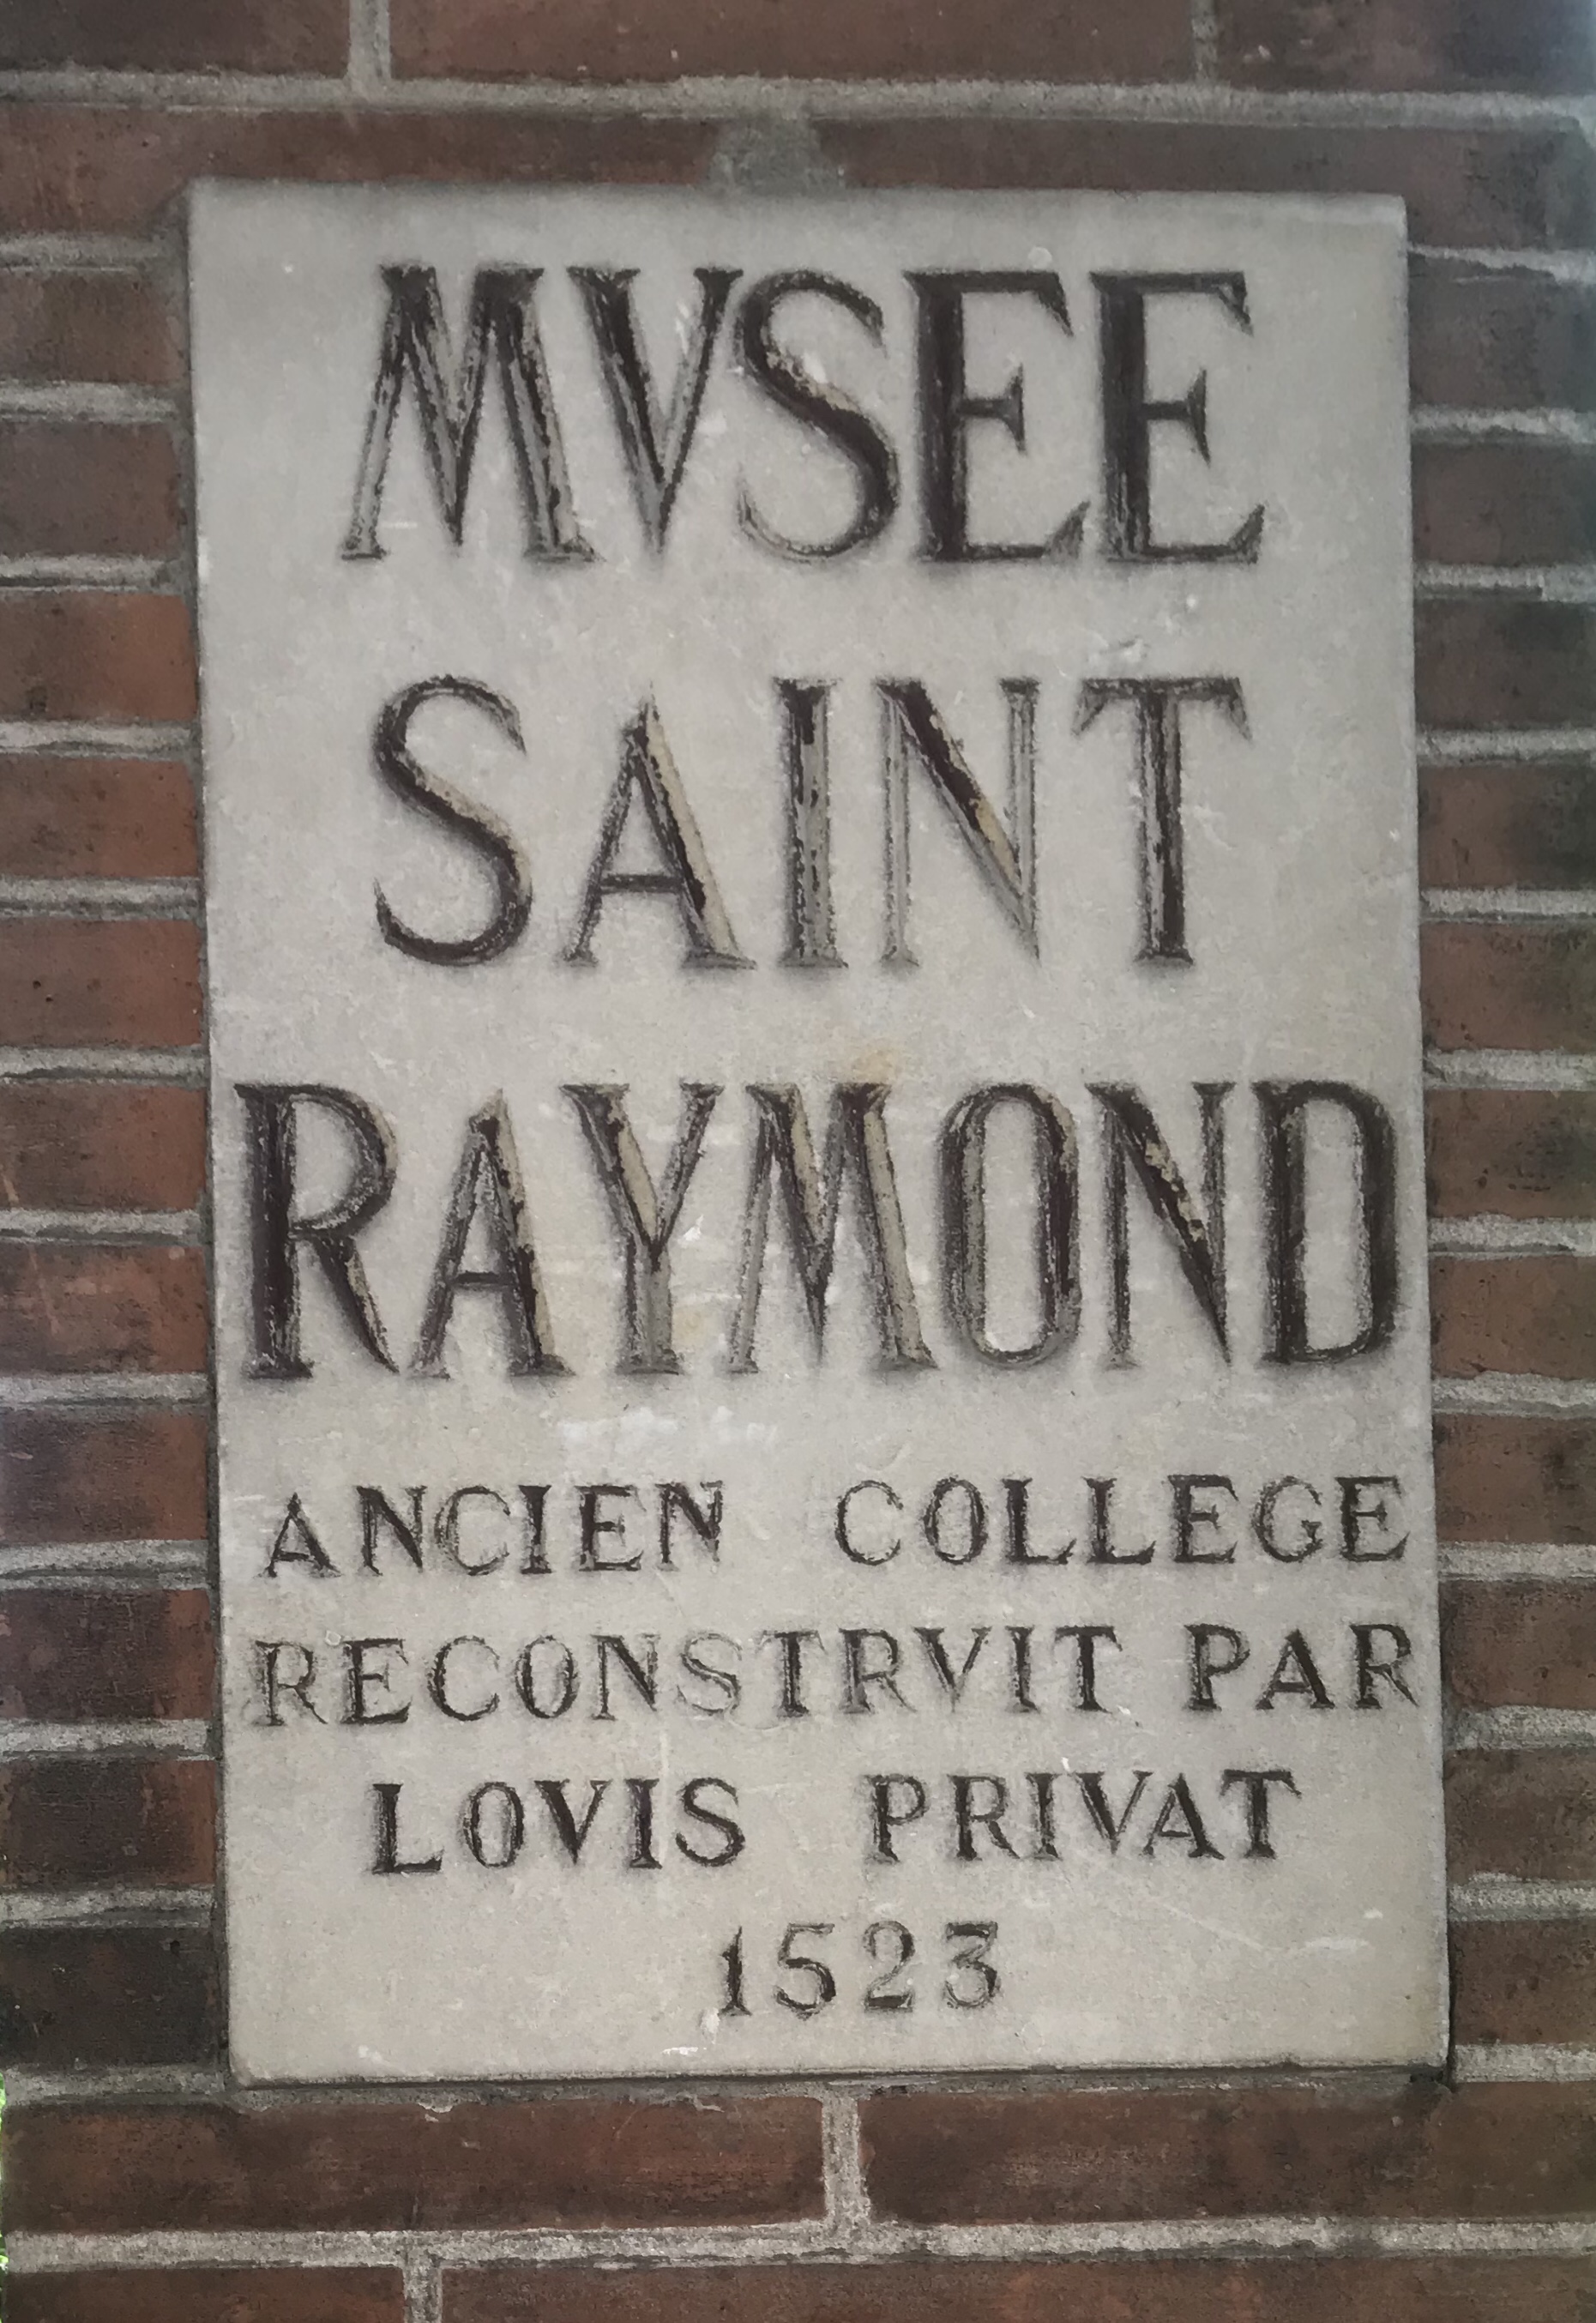 MVSEE
SAINT
RAYMOND
ANCIEN COLLEGE
RECONSTRVIT PAR
LOVIS PRIVAT
1523